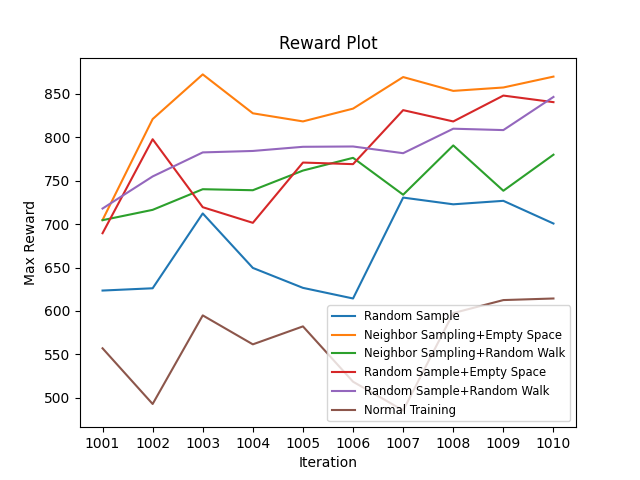 Reward Plot
Max Reward
850
800
750
700
650
600
550
500
Random Sample
Neighbor Sampling+Empty Space
Neighbor Sampling+Random Walk
Random Sample+Empty Space
Random Sample+Random Walk
Normal Training
1001 1002 1003 1004 1005 1006 1007 1008 1009 1010
Iteration